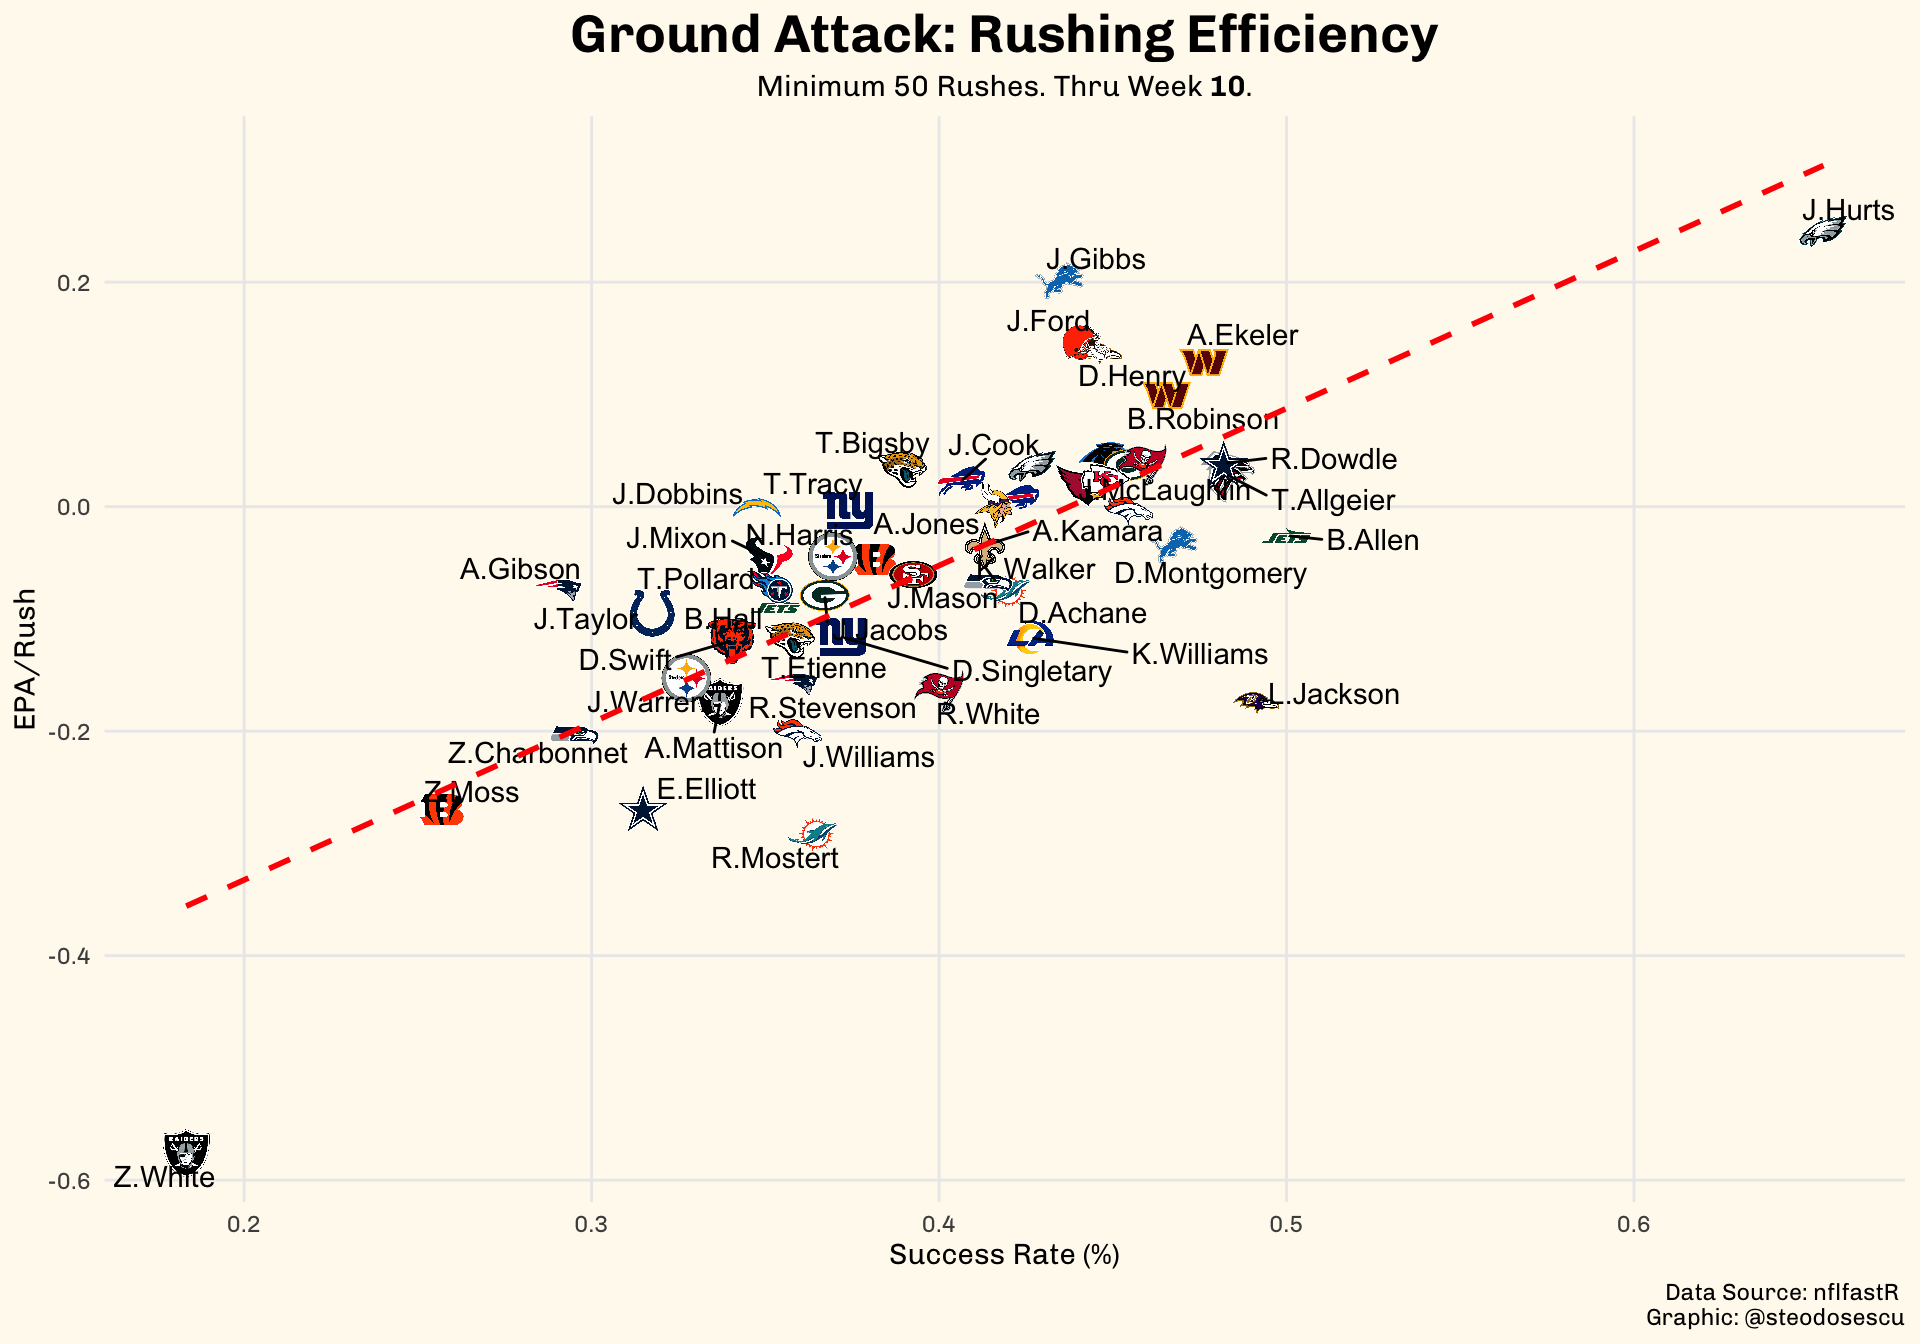 Ground Attack: Rushing Efficiency
Minimum 50 Rushes. Thru Week 10.
J.Hurts
J.Gibbs
0.2
J.Ford
A.Ekeler
D.Henry
B.Robinson
T.Bigsby
J.Cook
R.Dowdle
T.Tracy
J.McLaughlin
J.Dobbins
T.Allgeier
0.0
A.Jones
A.Kamara
N.Harris
J.Mixon
B.Allen
A.Gibson
K.Walker
D.Montgomery
T.Pollard
J.Mason
D.Achane
J.Taylor
B.Hall
J.Jacobs
K.Williams
D.Swift
T.Etienne
D.Singletary
L.Jackson
J.Warren
R.Stevenson
R.White
-0.2
Z.Charbonnet
A.Mattison
J.Williams
E.Elliott
Z.Moss
R.Mostert
EPA/Rush
-0.4
RAIDERS
Z.White
-0.6
0.2
0.3
0.4
0.5
0.6
Success Rate (%)
Data Source: nflfastR
Graphic: @steodosescu